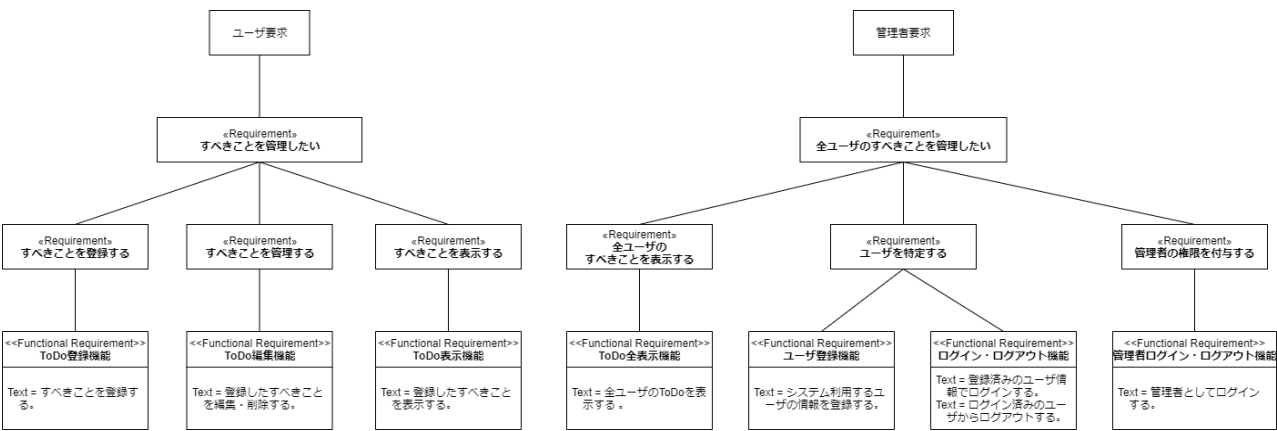 ユーザ要求
管理者要求
«Requirement»
すべきことを管理したい
«Requirement»
全ユーザのすべきことを管理したい
«Requirement»
すべきことを登録する
«Requirement»
すべきことを管理する
«Requirement»
すべきことを表示する
«Requirement»
全ユーザの
すべきことを表示する
«Requirement»
ユーザを特定する
«Requirement»
管理者の権限を付与する
<<Functional Requirement>>
ToDo登録機能
Text = すべきことを登録す
る。
<<Functional Requirement>>
ToDo編集機能
Text = 登録したすべきこと
を編集・削除する。
<<Functional Requirement>>
ToDo表示機能
Text = 登録したすべきこと
を表示する。
<<Functional Requirement>>
ToDo全表示機能
Text = 全ユーザのToDoを表
示する 。
<<Functional Requirement>>
ユーザ登録機能
Text = システム利用するユ
ーザの情報を登録する。
<<Functional Requirement>>
ログイン・ログアウト機能
Text = 登録済みのユーザ情
報でログインする。
Text = ログイン済みのユー
ザからログアウトする。
<<Functional Requirement>>
管理者ログイン・ログアウト機能
Text = 管理者としてログイン
する。